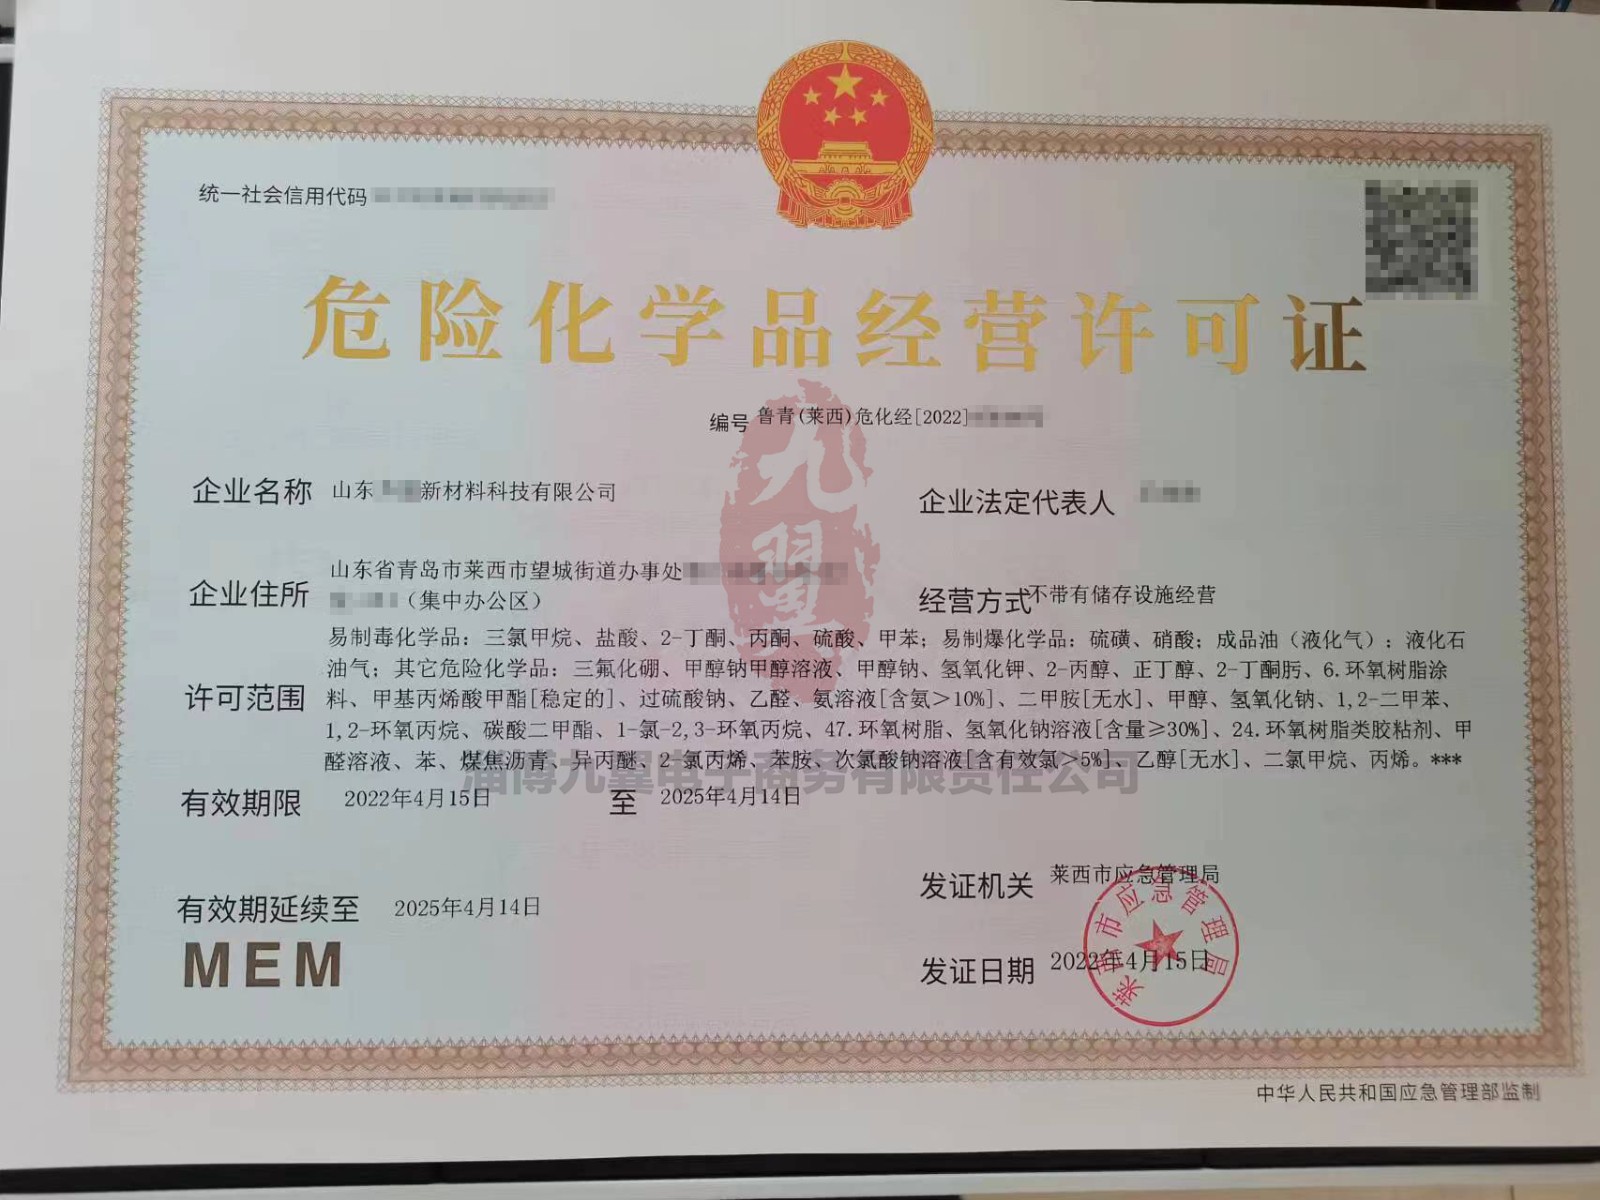 统一社会信用代码
危险化学品经营许可证
编号 鲁青(莱西)危化经[2022]
企业名称 山东 新材料科技有限公司
企业法定代表人
企业住所 山东省青岛市莱西市望城街道办事处
(集中办公区)
经营方式 不带有储存设施经营
许可范围 易制毒化学品：三氯甲烷、盐酸、2-丁酮、丙酮、硫酸、甲苯；易制爆化学品：硫磺、硝酸；成品油（液化气）：液化石
油气；其它危险化学品：三氟化硼、甲醇钠甲醇溶液、甲醇钠、氢氧化钾、2-丙醇、正丁醇、2-丁酮肟、6.环氧树脂涂
料、甲基丙烯酸甲酯[稳定的]、过硫酸钠、乙醛、氨溶液[含氨>10%]、二甲胺[无水]、甲醇、氢氧化钠、1,2-二甲苯、
1,2-环氧丙烷、碳酸二甲酯、1-氯-2,3-环氧丙烷、47.环氧树脂、氢氧化钠溶液[含量≥30%]、24.环氧树脂类胶粘剂、甲
醛溶液、苯、煤焦沥青、异丙醚、2-氯丙烯、苯胺、次氯酸钠溶液[含有效氯>5%]、乙醇[无水]、二氯甲烷、丙烯。***
有效期限 2022年4月15日 至 2025年4月14日
有效期延续至 2025年4月14日
发证机关 莱西市应急管理局
发证日期 2022年4月15日
莱西市应急管理局
MEM
中华人民共和国应急管理部监制
九翼
淄博九翼电子商务有限责任公司